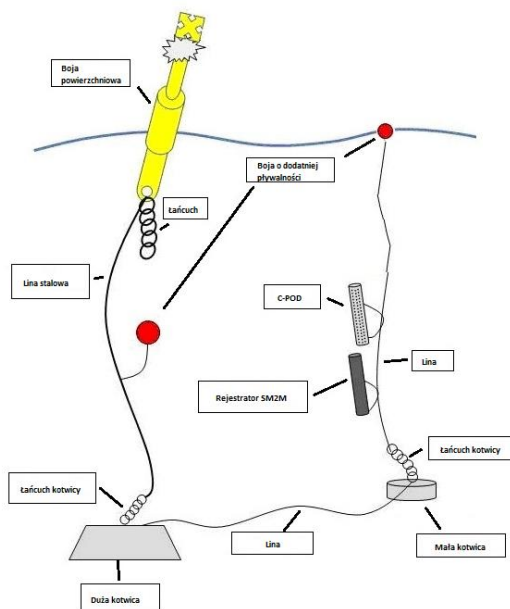 Boja
powierzchniowa
Boja o dodatniej
pływalności
Łańcuch
Lina stalowa
C-POD
Lina
Rejestrator SM2M
Łańcuch kotwicy
Łańcuch kotwicy
Lina
Mała kotwica
Duża kotwica